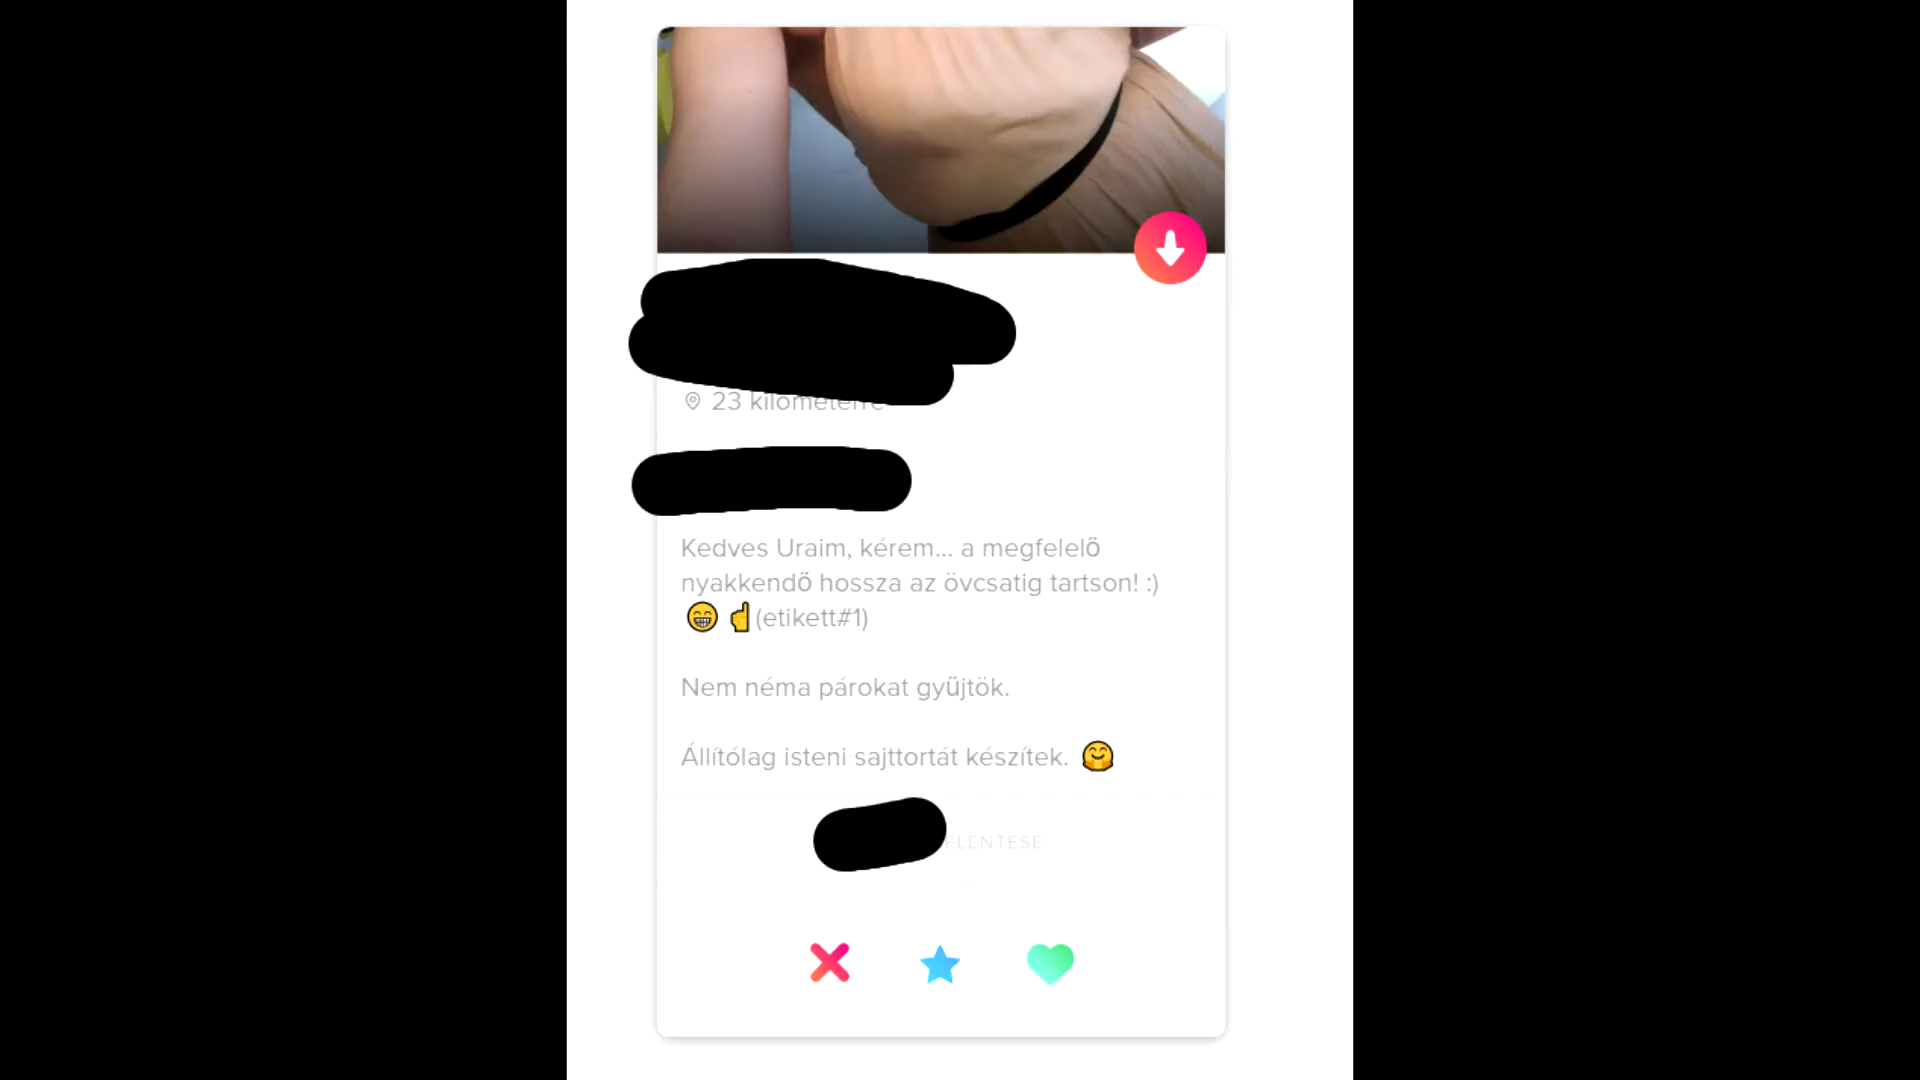 23 kilométerre
Kedves Uraim, kérem... a megfelelő
nyakkendő hossza az övcsatig tartson! :)
😁☝(etikett#1)
Nem néma párokat gyűjtök.
Állítólag isteni sajttortát készítek. 🤗
ELENTÉSE